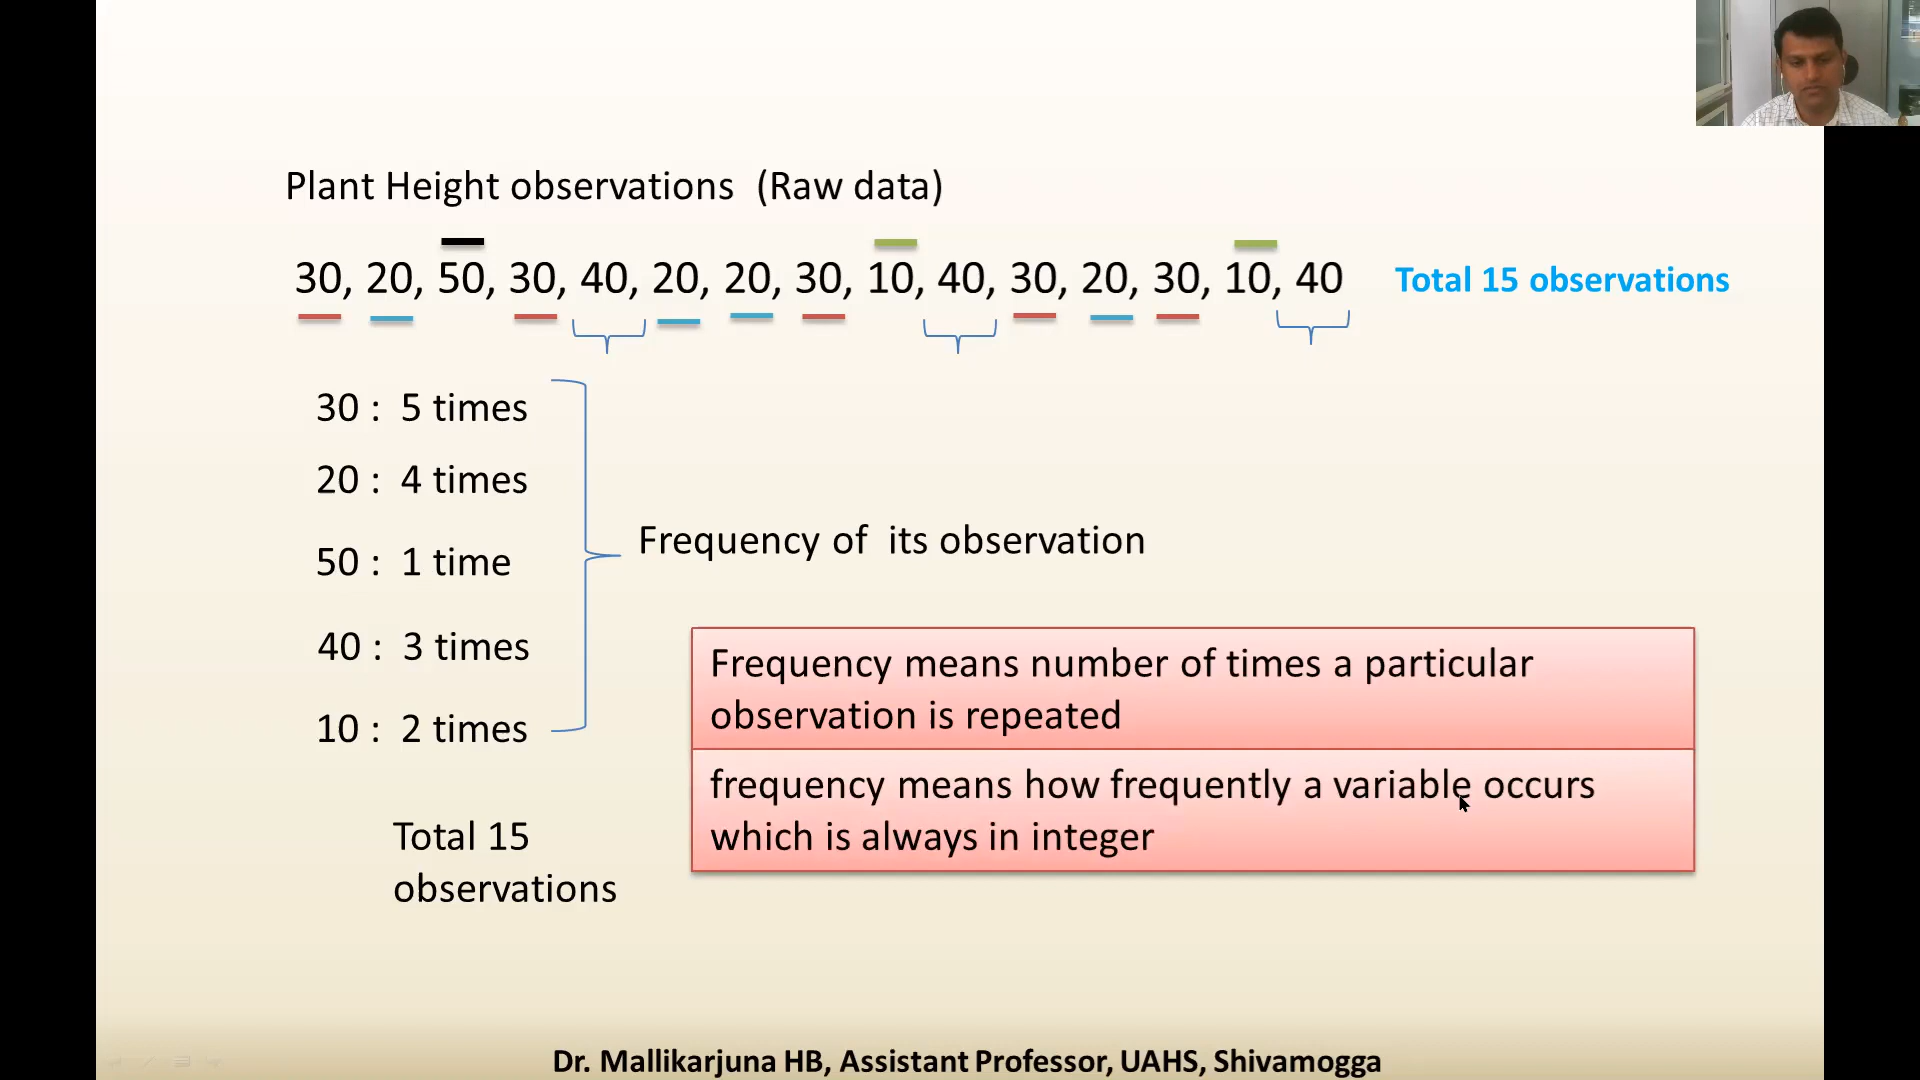 Plant Height observations (Raw data)
30, 20, 50, 30, 40, 20, 20, 30, 10, 40, 30, 20, 30, 10, 40
Total 15 observations
30 : 5 times
20 : 4 times
50 : 1 time
40 : 3 times
10 : 2 times
Frequency of its observation
Frequency means number of times a particular
observation is repeated
frequency means how frequently a variable occurs
which is always in integer
Total 15
observations
Dr. Mallikarjuna HB, Assistant Professor, UAHS, Shivamogga